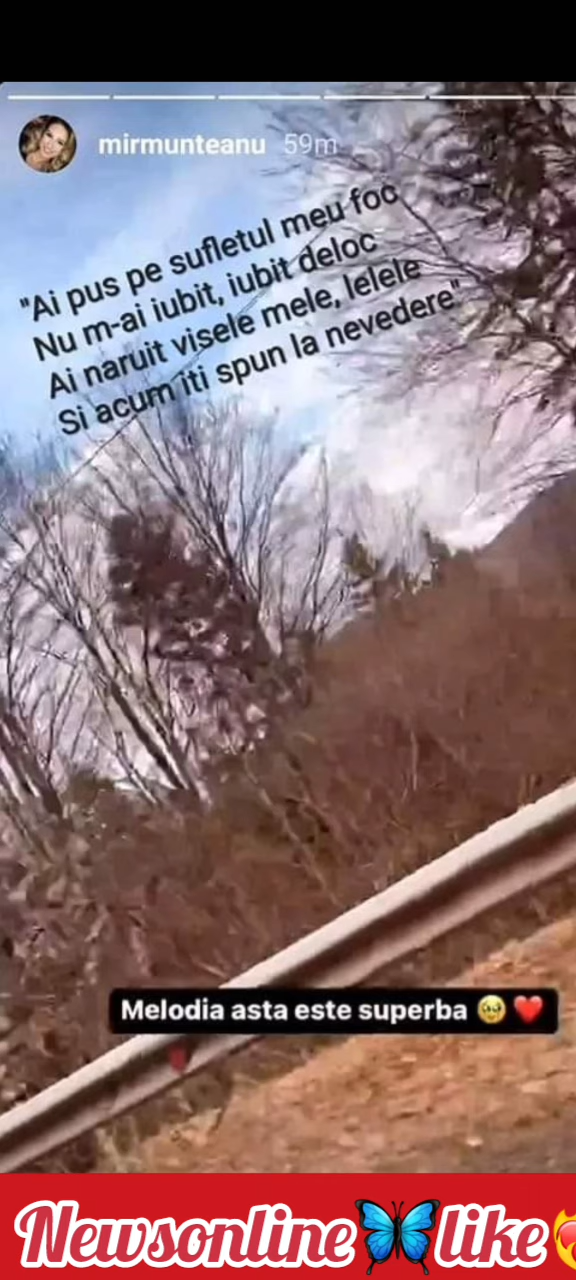 mirmunteanu 59m
"Ai pus pe sufletul meu foc
Nu m-ai iubit, iubit deloc
Ai naruit visele mele, lelele
Si acum iti spun la nevedere"
Melodia asta este superba 🥹❤️
Newsonline🦋like❤️‍🔥